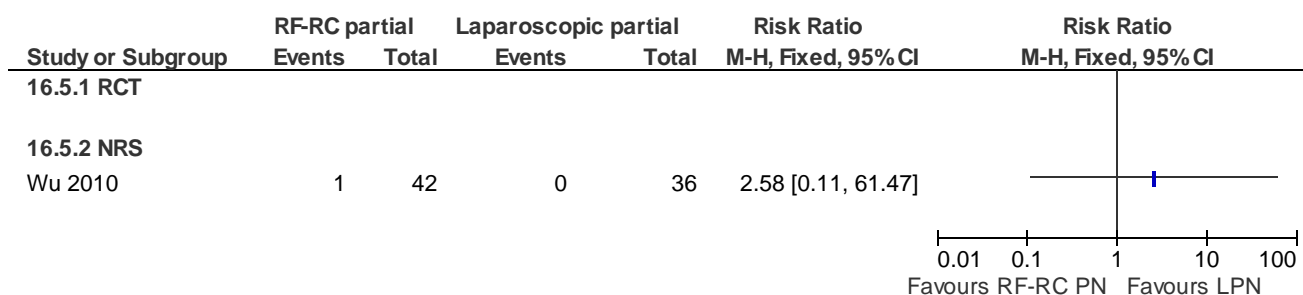 RF-RC partial Laparoscopic partial Risk Ratio Risk Ratio
Study or Subgroup Events Total Events Total M-H, Fixed, 95% CI M-H, Fixed, 95% CI
16.5.1 RCT
16.5.2 NRS
Wu 2010 1 42 0 36 2.58 [0.11, 61.47]
0.01 0.1 1 10 100
Favours RF-RC PN Favours LPN